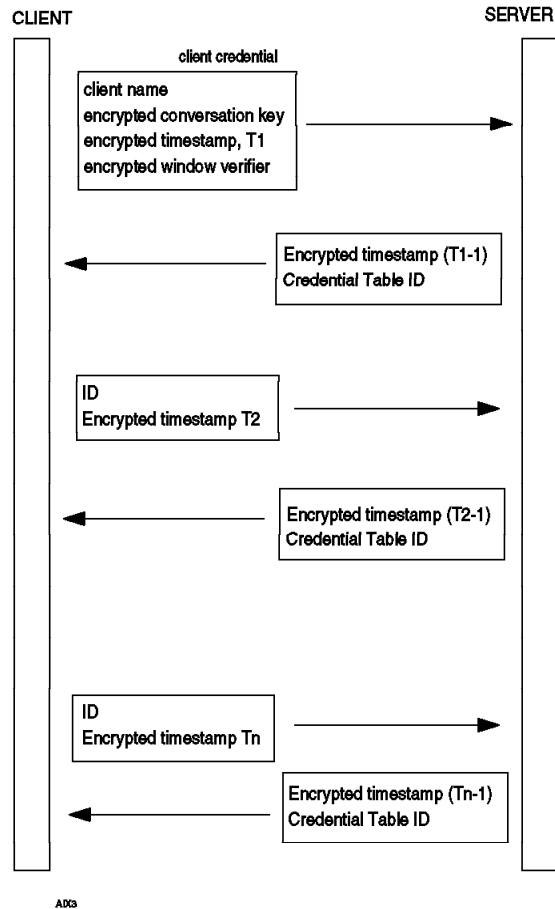 CLIENT
SERVER
client credential
client name
encrypted conversation key
encrypted timestamp, T1
encrypted window verifier
Encrypted timestamp (T1-1)
Credential Table ID
ID
Encrypted timestamp T2
Encrypted timestamp (T2-1)
Credential Table ID
ID
Encrypted timestamp Tn
Encrypted timestamp (Tn-1)
Credential Table ID